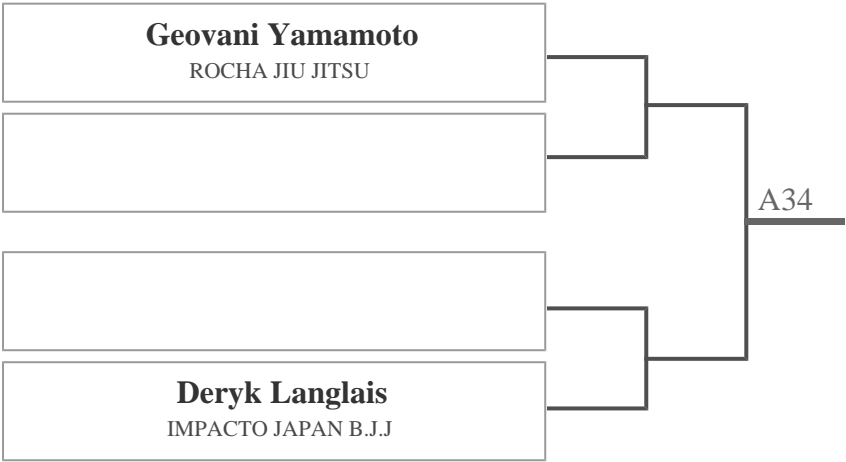 Geovani Yamamoto
ROCHA JIU JITSU
A34
Deryk Langlais
IMPACTO JAPAN B.J.J